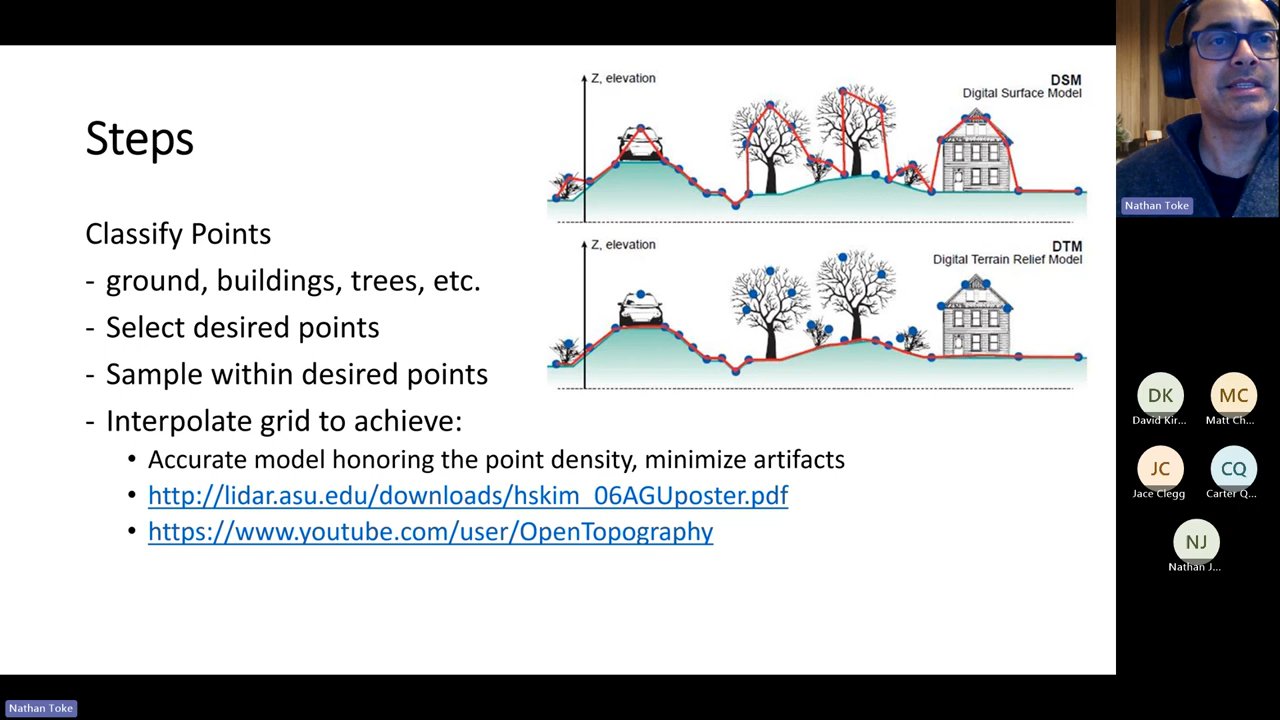 Steps
Classify Points
- ground, buildings, trees, etc.
- Select desired points
- Sample within desired points
- Interpolate grid to achieve:
• Accurate model honoring the point density, minimize artifacts
• http://lidar.asu.edu/downloads/hskim_06AGUposter.pdf
• https://www.youtube.com/user/OpenTopography
Z, elevation
DSM
Digital Surface Model
Z, elevation
DTM
Digital Terrain Relief Model
Nathan Toke
DK
David Kir...
MC
Matt Ch...
JC
Jace Clegg
CQ
Carter Q...
NJ
Nathan J...
Nathan Toke